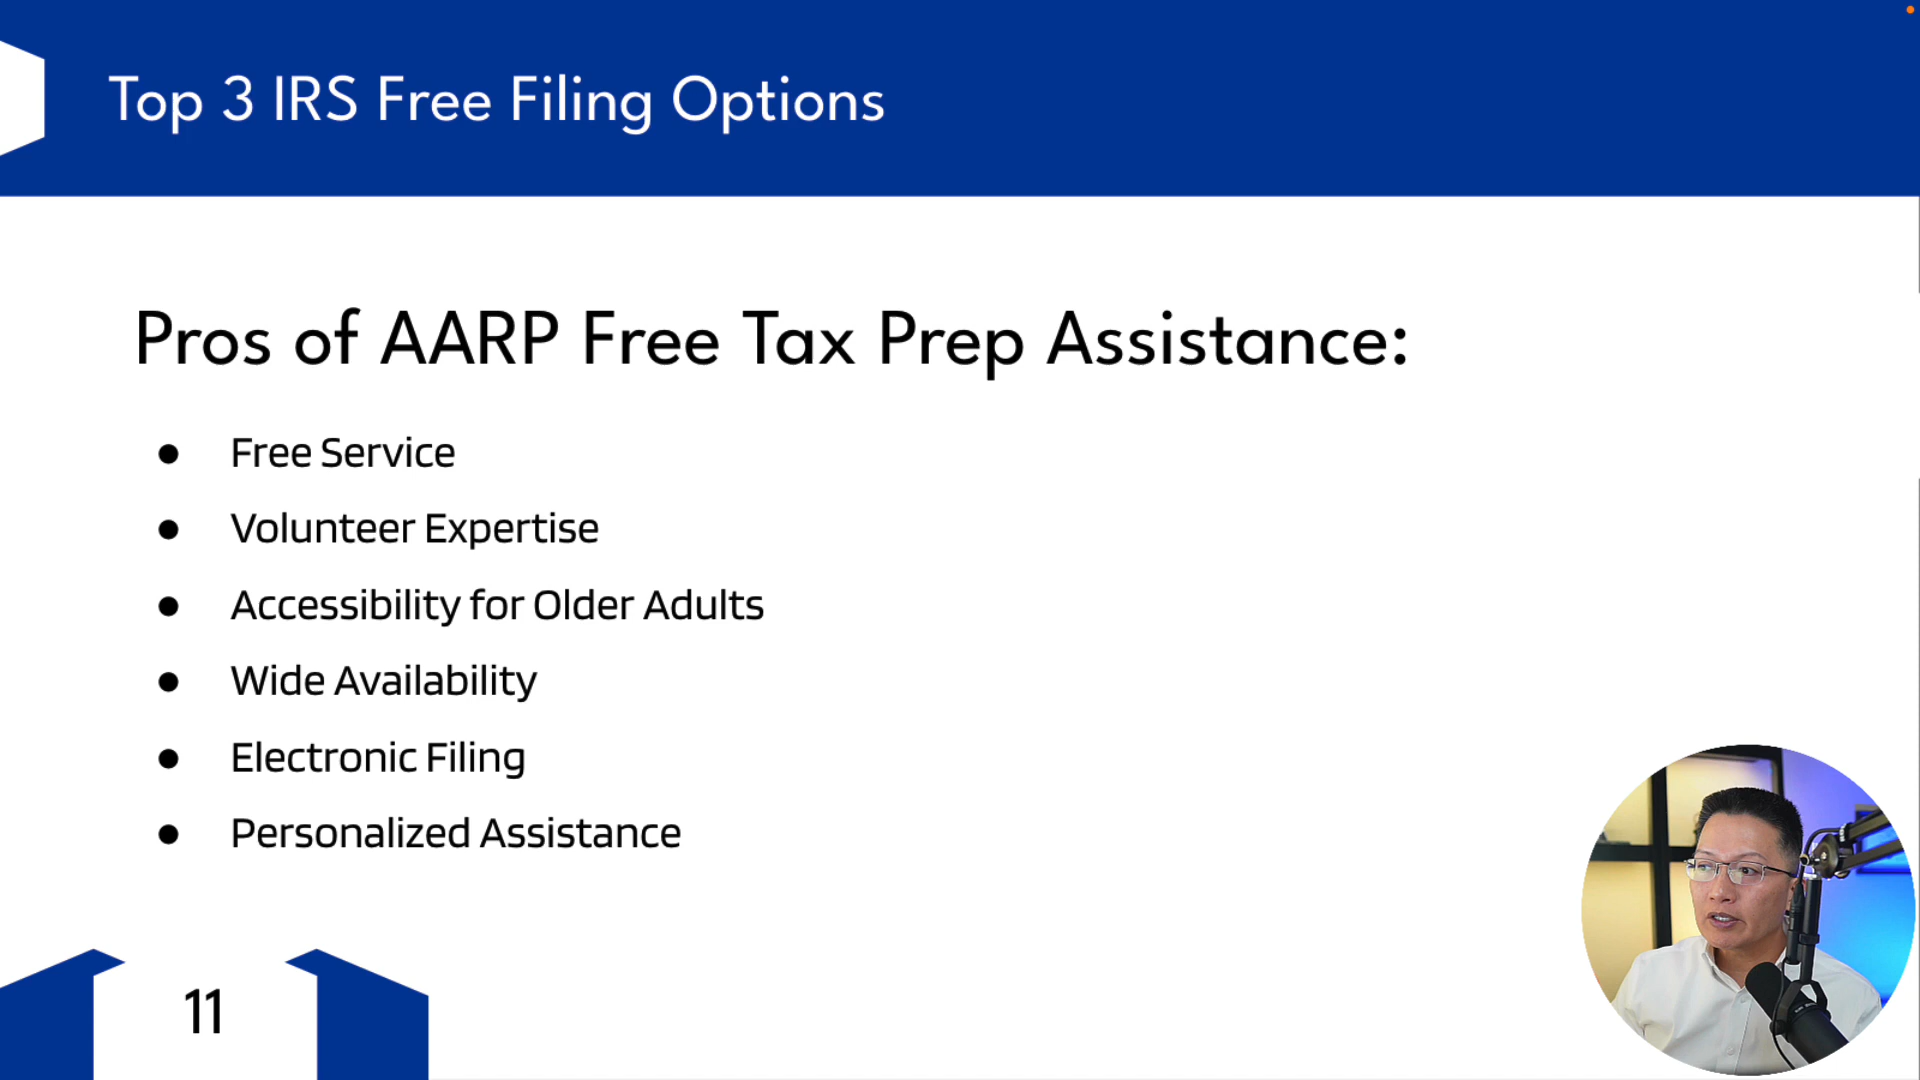 Top 3 IRS Free Filing Options
Pros of AARP Free Tax Prep Assistance:
● Free Service
● Volunteer Expertise
● Accessibility for Older Adults
● Wide Availability
● Electronic Filing
● Personalized Assistance
11